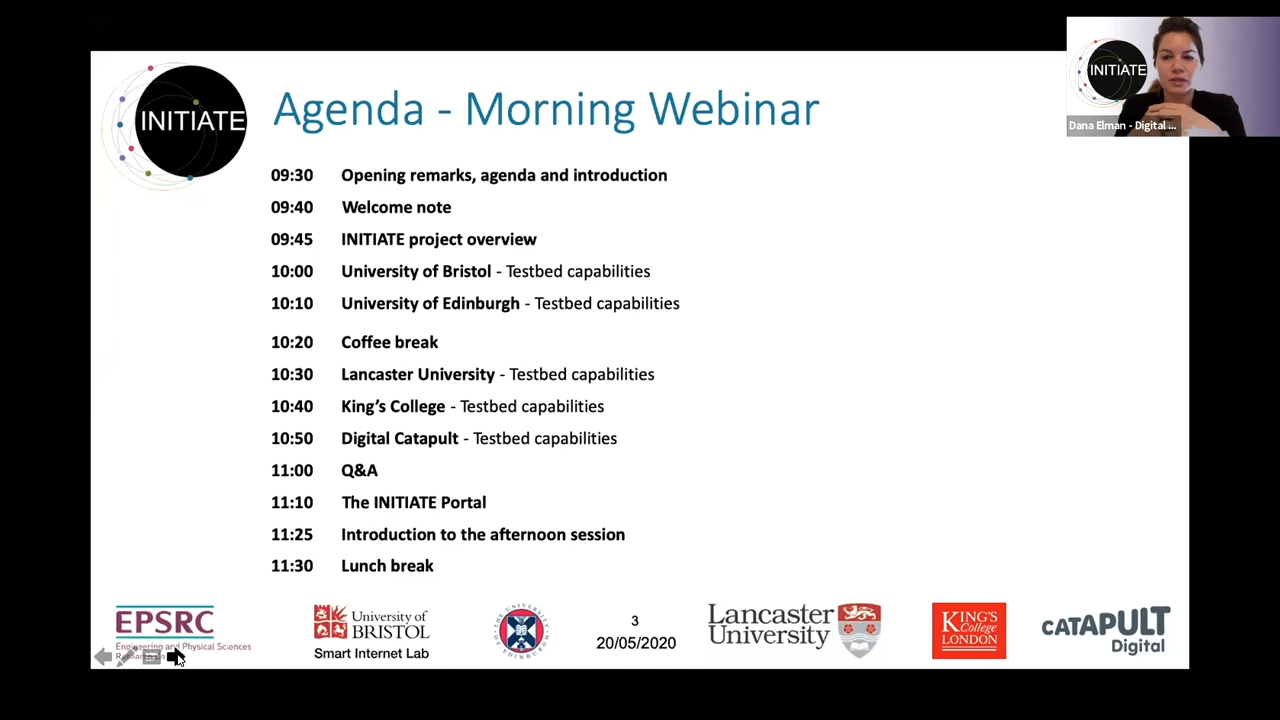 INITIATE
Agenda - Morning Webinar
INITIATE
Dana Elman - Digital ...
09:30 Opening remarks, agenda and introduction
09:40 Welcome note
09:45 INITIATE project overview
10:00 University of Bristol - Testbed capabilities
10:10 University of Edinburgh - Testbed capabilities
10:20 Coffee break
10:30 Lancaster University - Testbed capabilities
10:40 King's College - Testbed capabilities
10:50 Digital Catapult - Testbed capabilities
11:00 Q&A
11:10 The INITIATE Portal
11:25 Introduction to the afternoon session
11:30 Lunch break
EPSRC
Engineering and Physical Sciences
University of
BRISTOL
Smart Internet Lab
3
20/05/2020
Lancaster
University
KING'S
College
LONDON
CATAPULT
Digital